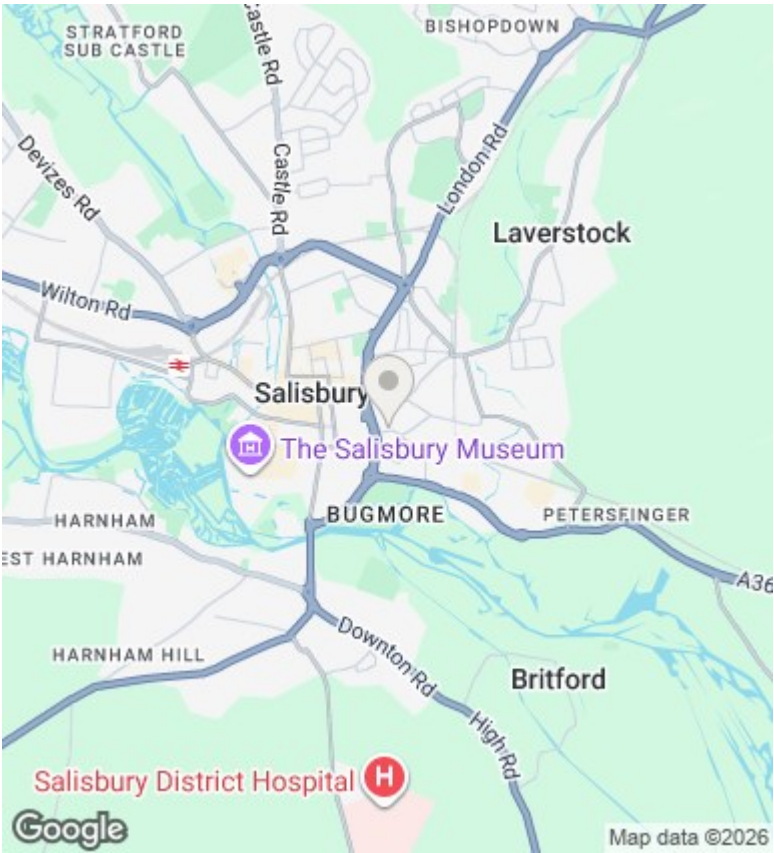 STRATFORD
SUB CASTLE
Castle Rd
BISHOPDOWN
Devizes Rd
Castle Rd
London Rd
Laverstock
Wilton Rd
Salisbury
The Salisbury Museum
HARNHAM
BUGMORE
PETERSFINGER
EST HARNHAM
A36
HARNHAM HILL
Downton Rd
Britford
High Rd
Salisbury District Hospital
H
Google
Map data ©2026